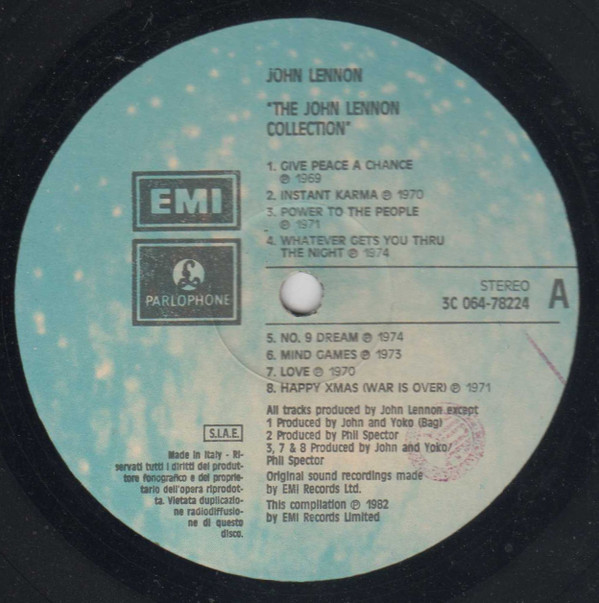 JOHN LENNON
"THE JOHN LENNON
COLLECTION"
1. GIVE PEACE A CHANCE
℗ 1969
2. INSTANT KARMA ℗ 1970
3. POWER TO THE PEOPLE
℗ 1971
4. WHATEVER GETS YOU THRU
THE NIGHT ℗ 1974
EMI
PARLOPHONE
STEREO
3C 064-78224
A
5. NO. 9 DREAM ℗ 1974
6. MIND GAMES ℗ 1973
7. LOVE ℗ 1970
8. HAPPY XMAS (WAR IS OVER) ℗ 1971
All tracks produced by John Lennon except
1 Produced by John and Yoko (Bag)
2 Produced by Phil Spector
3, 7 & 8 Produced by John and Yoko/
Phil Spector
Original sound recordings made
by EMI Records Ltd.
This compilation ℗ 1982
by EMI Records Limited
S.I.A.E.
Made in Italy - Ri-
servati tutti i diritti del produt-
tore fonografico e del proprie-
tario dell'opera riprodot-
ta. Vietata duplicazio-
ne radiodiffusio-
ne di questo
disco.